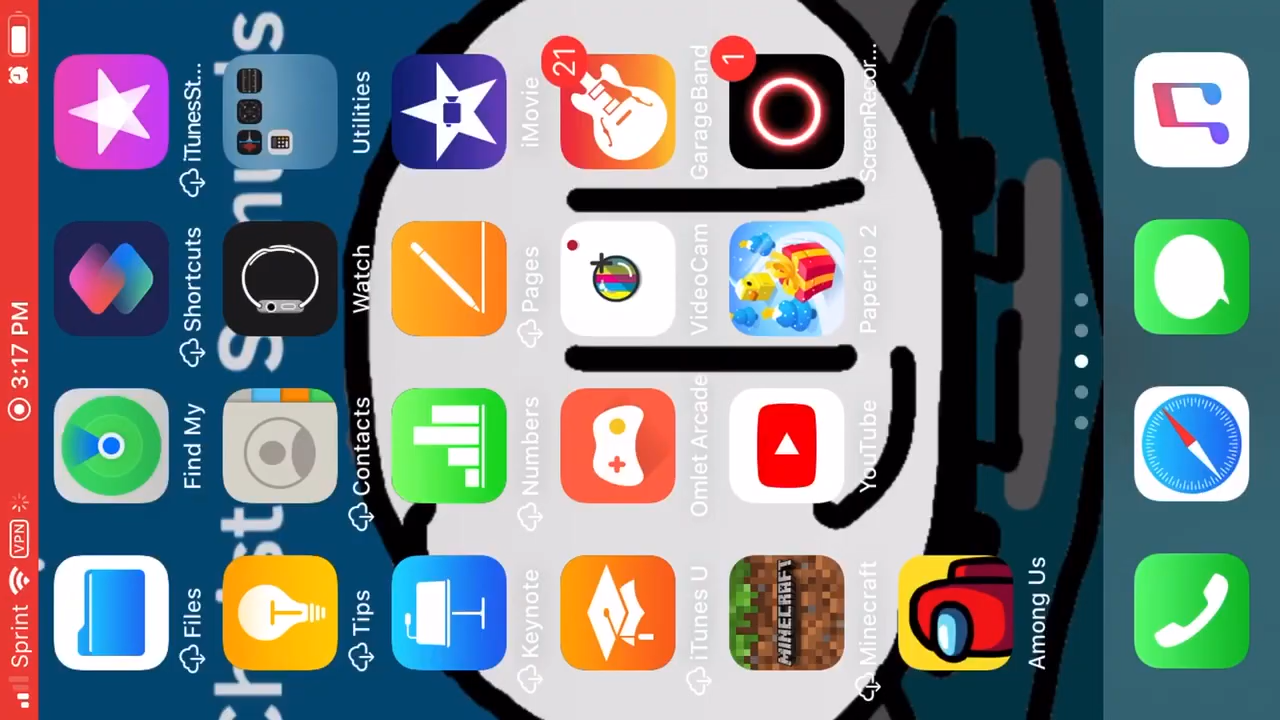 Sprint VPN 3:17 PM
Files Find My Shortcuts iTunesSt...
Tips Contacts Watch Utilities
Keynote Numbers Pages iMovie
21
iTunes U Omlet Arcade VideoCam GarageBand
MINECRAFT 1
Minecraft YouTube Paper.io 2 ScreenRecor...
Among Us